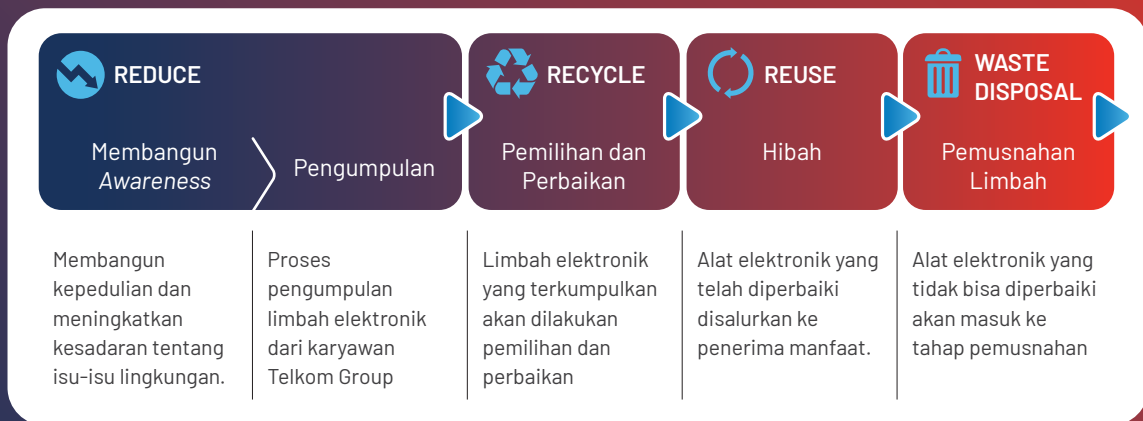 REDUCE
Membangun
Awareness
Pengumpulan
RECYCLE
Pemilihan dan
Perbaikan
REUSE
Hibah
WASTE
DISPOSAL
Pemusnahan
Limbah
Membangun
kepedulian dan
meningkatkan
kesadaran tentang
isu-isu lingkungan.
Proses
pengumpulan
limbah elektronik
dari karyawan
Telkom Group
Limbah elektronik
yang terkumpulkan
akan dilakukan
pemilihan dan
perbaikan
Alat elektronik yang
telah diperbaiki
disalurkan ke
penerima manfaat.
Alat elektronik yang
tidak bisa diperbaiki
akan masuk ke
tahap pemusnahan